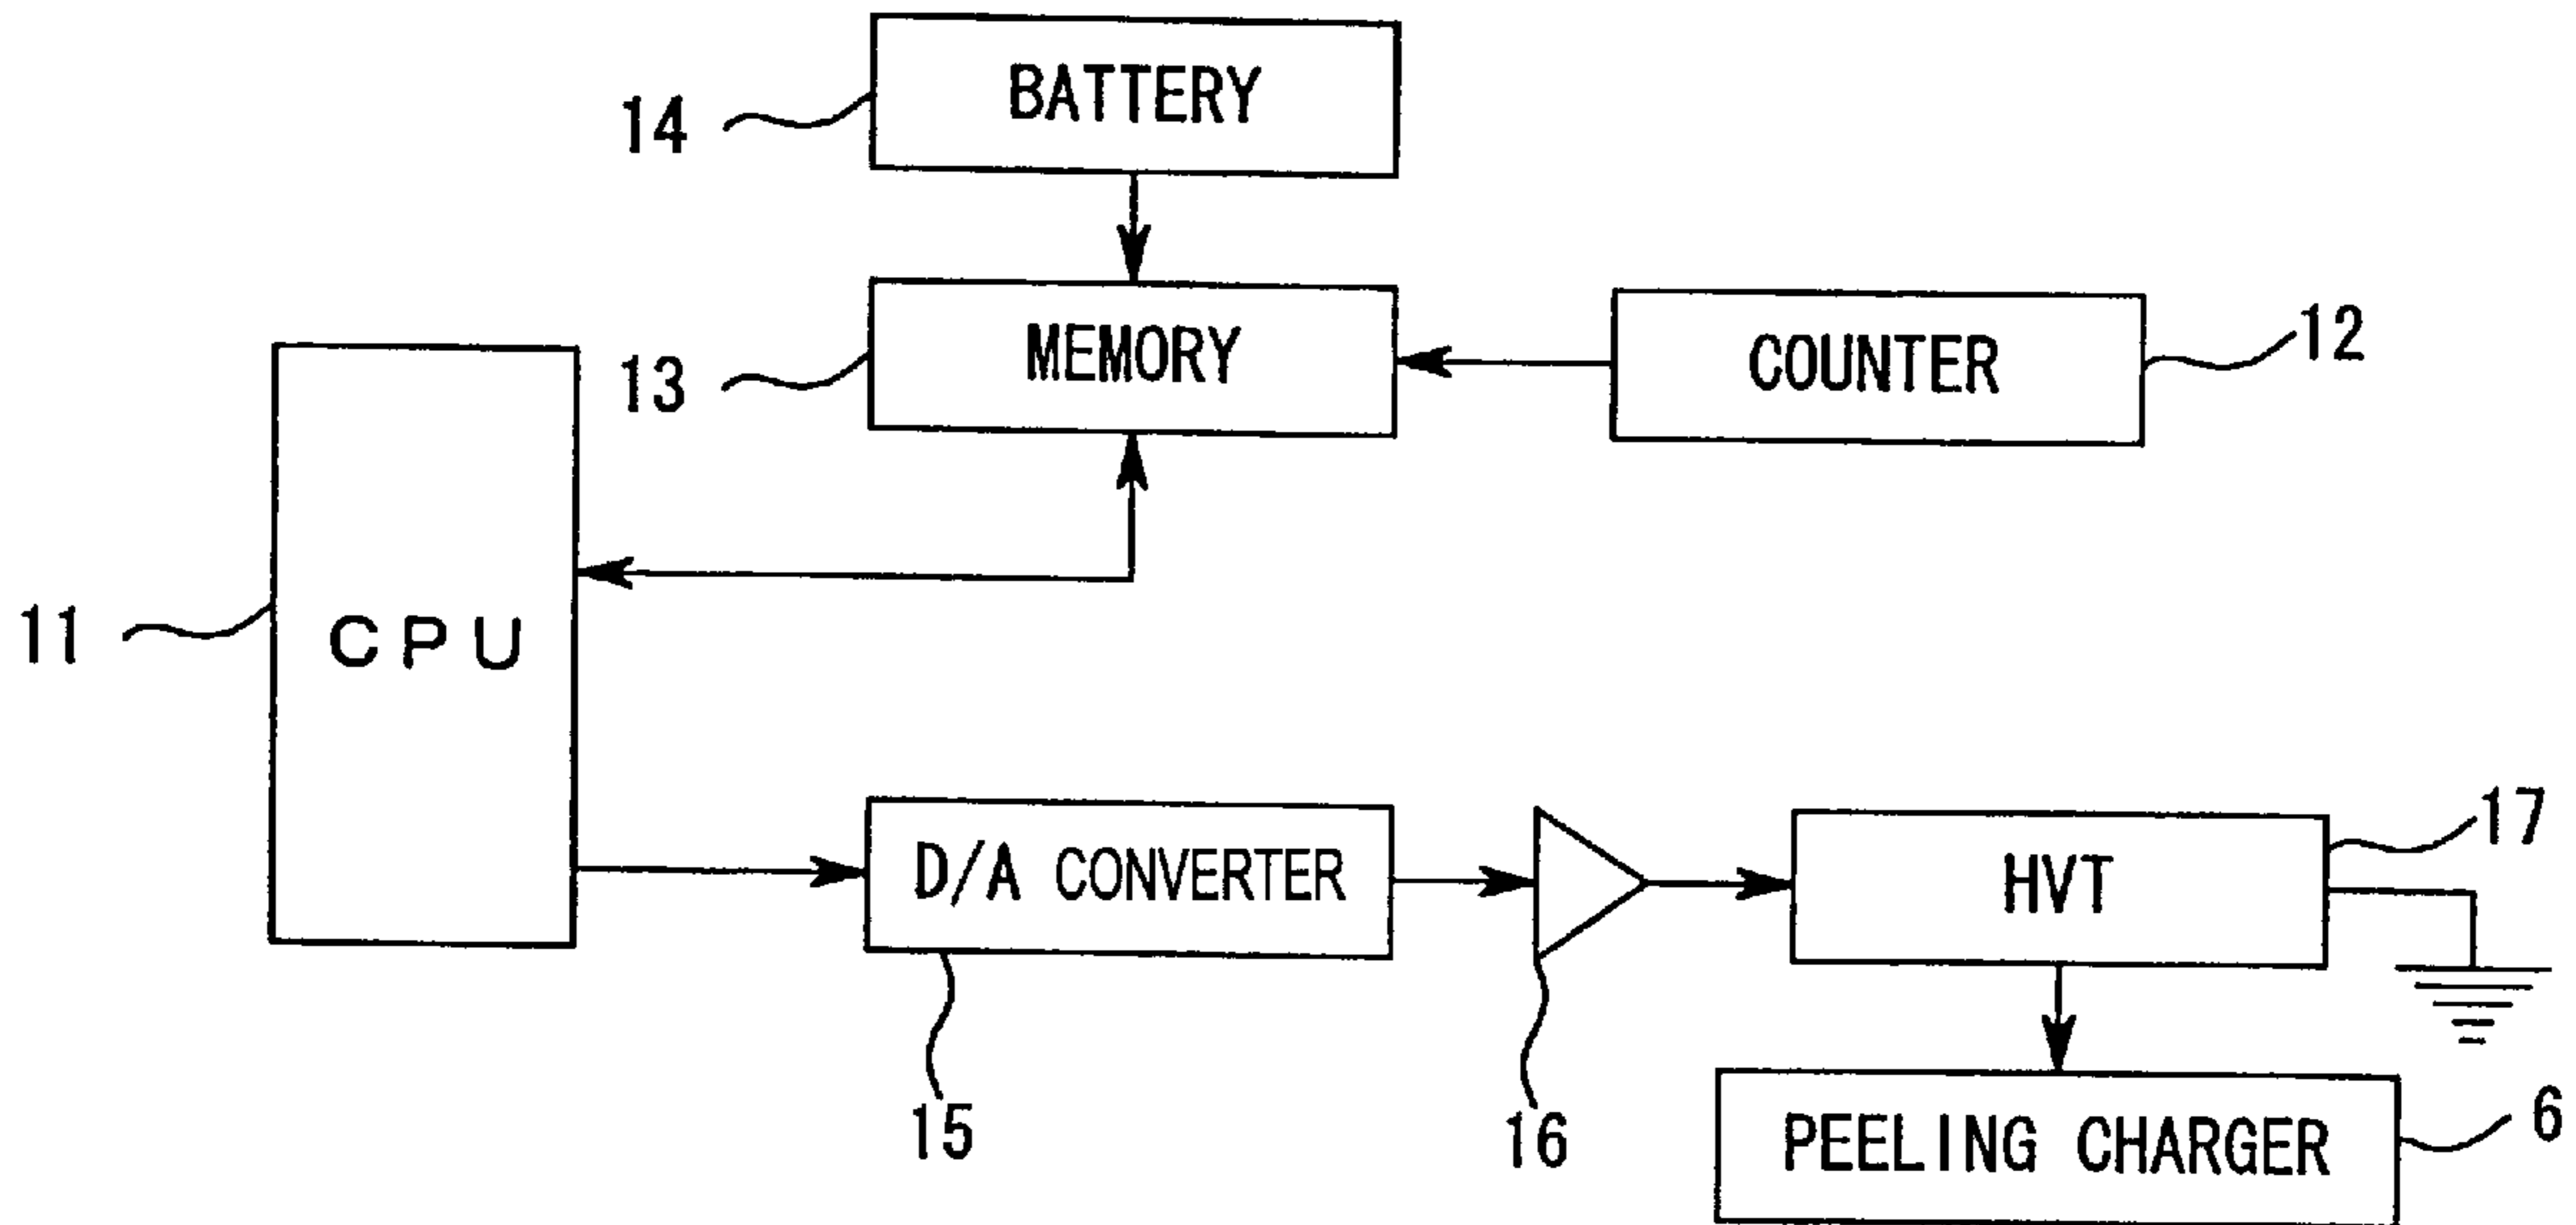 BATTERY
14
MEMORY
13
COUNTER
12
CPU
11
D/A CONVERTER
15
16
HVT
17
PEELING CHARGER
6